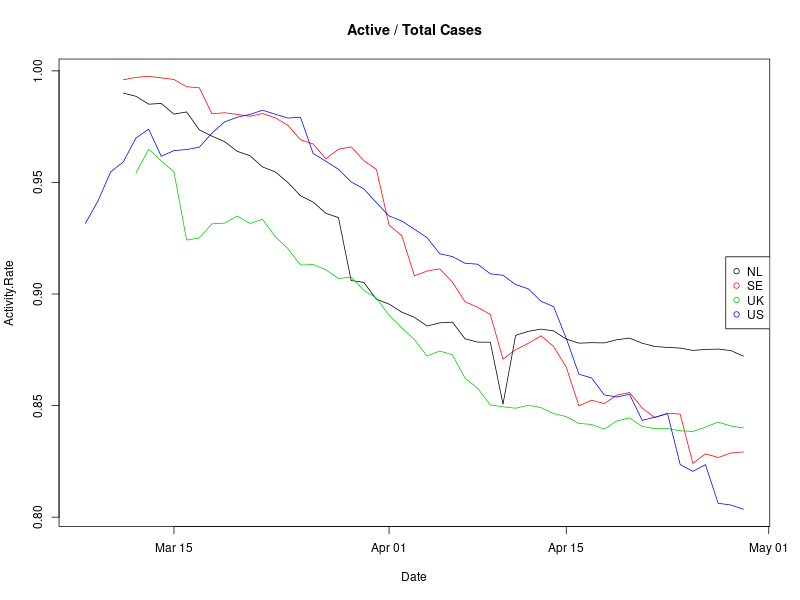 Active / Total Cases
1.00
0.95
0.90
0.85
0.80
Activity.Rate
NL
SE
UK
US
Mar 15
Apr 01
Apr 15
May 01
Date